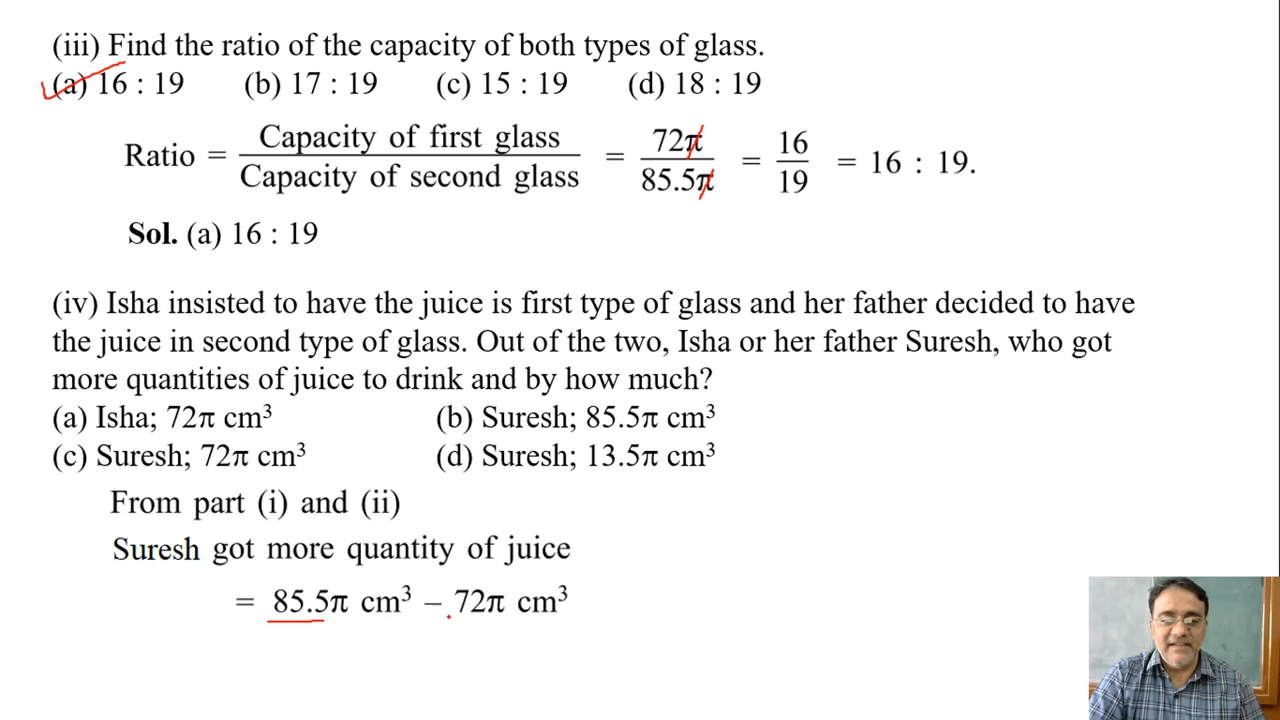 (iii) Find the ratio of the capacity of both types of glass.
(a) 16 : 19 (b) 17 : 19 (c) 15 : 19 (d) 18 : 19
Ratio = Capacity of first glass / Capacity of second glass = 72π / 85.5π = 16 / 19 = 16 : 19.
Sol. (a) 16 : 19
(iv) Isha insisted to have the juice is first type of glass and her father decided to have
the juice in second type of glass. Out of the two, Isha or her father Suresh, who got
more quantities of juice to drink and by how much?
(a) Isha; 72π cm³ (b) Suresh; 85.5π cm³
(c) Suresh; 72π cm³ (d) Suresh; 13.5π cm³
From part (i) and (ii)
Suresh got more quantity of juice
= 85.5π cm³ – 72π cm³